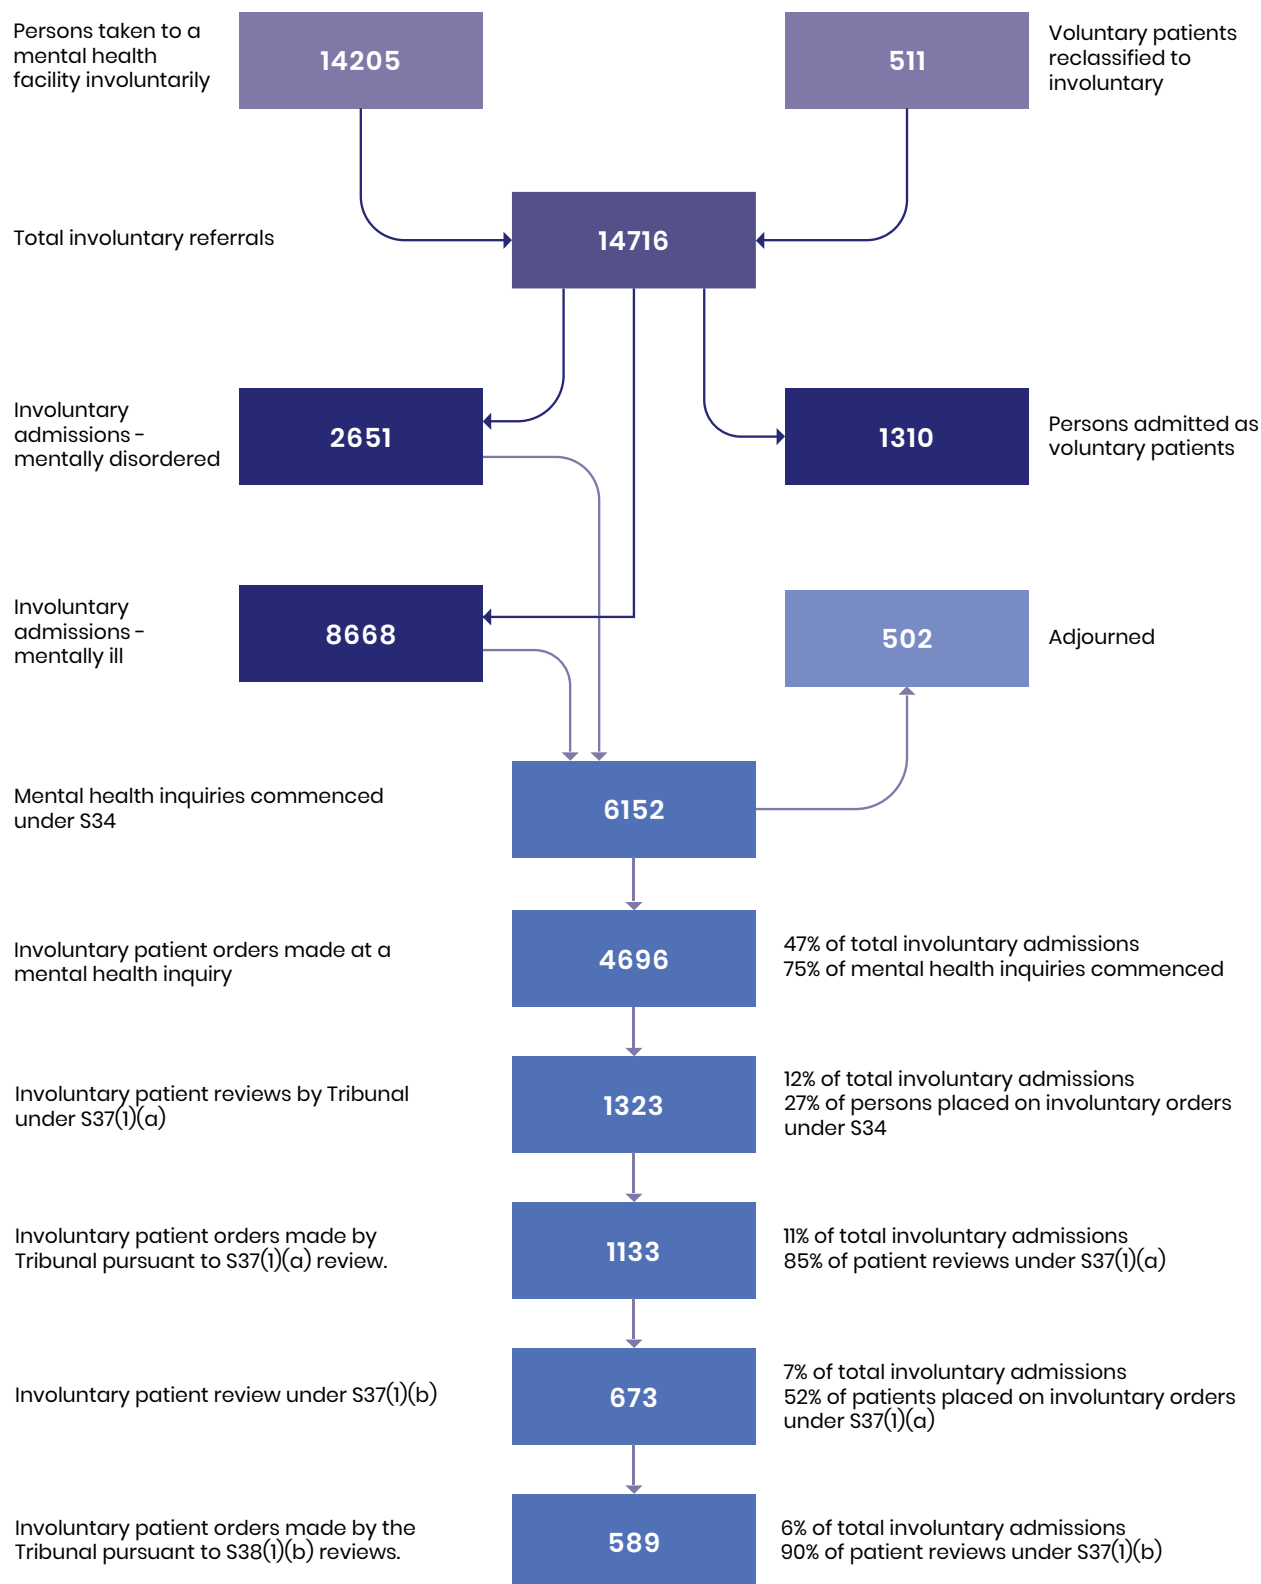 Persons taken to a
mental health
facility involuntarily
14205
511
Voluntary patients
reclassified to
involuntary
Total involuntary referrals
14716
Involuntary
admissions -
mentally disordered
2651
1310
Persons admitted as
voluntary patients
Involuntary
admissions -
mentally ill
8668
502
Adjourned
Mental health inquiries commenced
under S34
6152
Involuntary patient orders made at a
mental health inquiry
4696
47% of total involuntary admissions
75% of mental health inquiries commenced
Involuntary patient reviews by Tribunal
under S37(1)(a)
1323
12% of total involuntary admissions
27% of persons placed on involuntary orders
under S34
Involuntary patient orders made by
Tribunal pursuant to S37(1)(a) review.
1133
11% of total involuntary admissions
85% of patient reviews under S37(1)(a)
Involuntary patient review under S37(1)(b)
673
7% of total involuntary admissions
52% of patients placed on involuntary orders
under S37(1)(a)
Involuntary patient orders made by the
Tribunal pursuant to S38(1)(b) reviews.
589
6% of total involuntary admissions
90% of patient reviews under S37(1)(b)